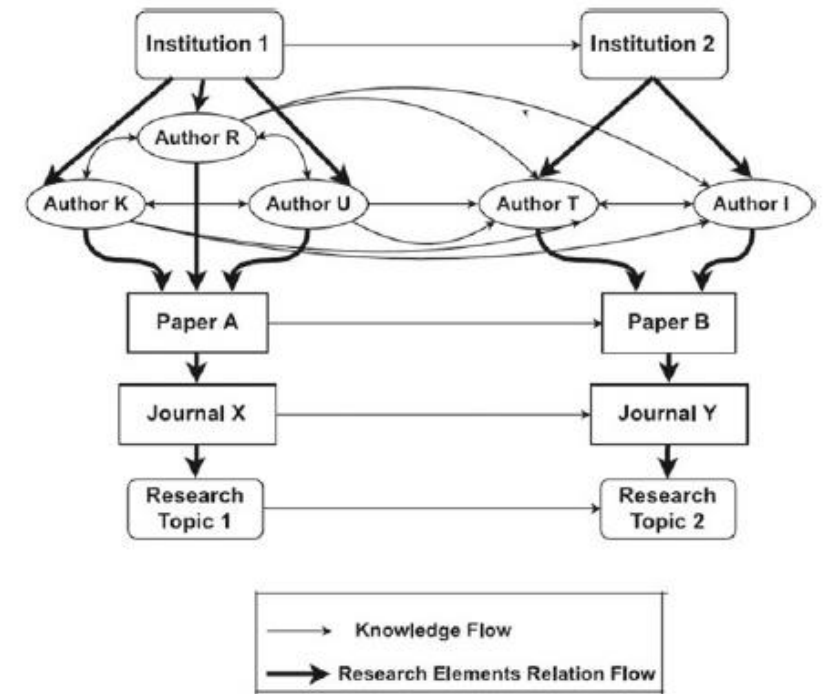 Institution 1
Institution 2
Author R
Author K
Author U
Author T
Author I
Paper A
Paper B
Journal X
Journal Y
Research
Topic 1
Research
Topic 2
Knowledge Flow
Research Elements Relation Flow